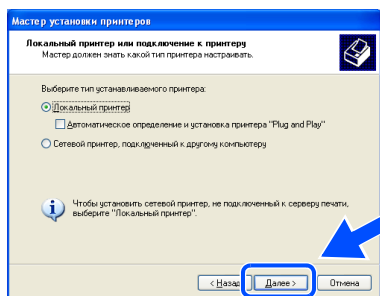 Мастер установки принтеров
Локальный принтер или подключение к принтеру
Мастер должен знать какой тип принтера настраивать.
Выберите тип устанавливаемого принтера:
Локальный принтер
Автоматическое определение и установка принтера "Plug and Play"
Сетевой принтер, подключенный к другому компьютеру
Чтобы установить сетевой принтер, не подключенный к серверу печати,
выберите "Локальный принтер".
< Назад Далее > Отмена